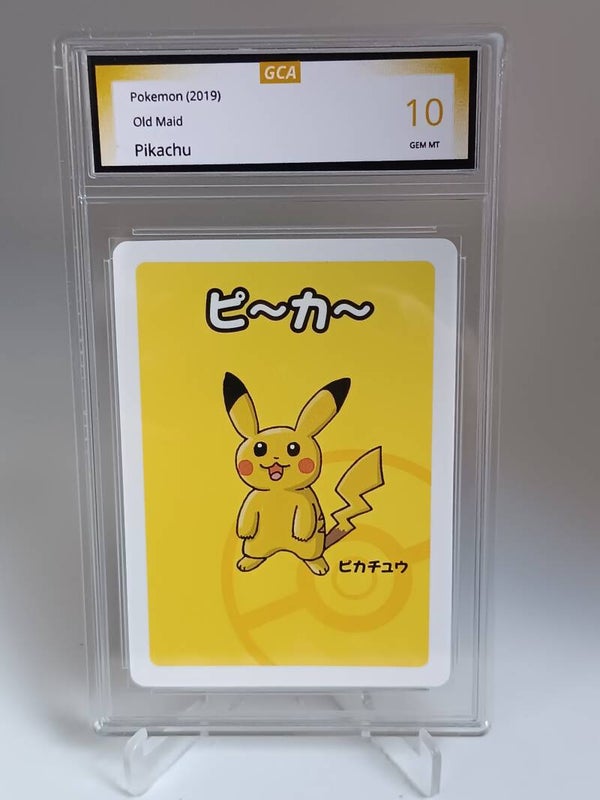 GCA
Pokemon (2019)
Old Maid
Pikachu
10
GEM MT
ピ～カ～
ピカチュウ